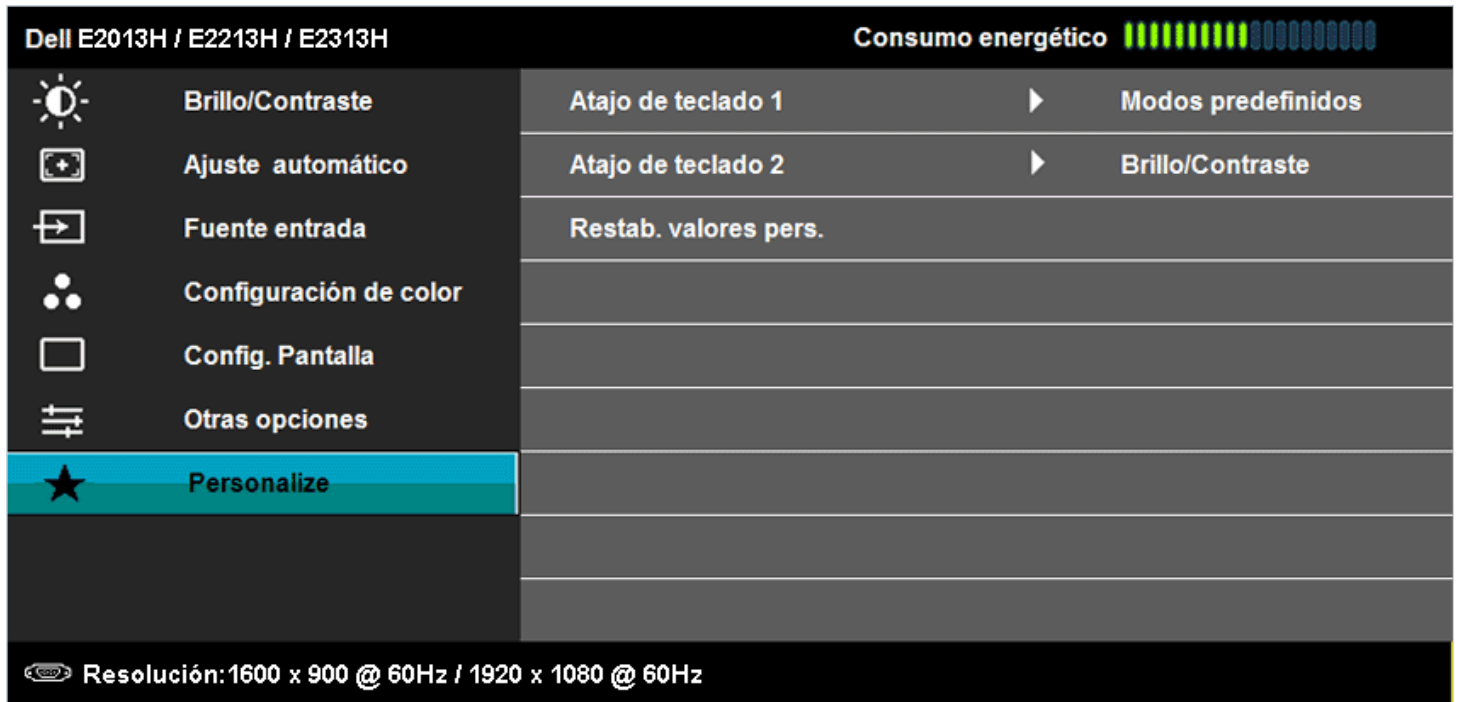 Dell E2013H / E2213H / E2313H Consumo energético
Brillo/Contraste Atajo de teclado 1 Modos predefinidos
Ajuste automático Atajo de teclado 2 Brillo/Contraste
Fuente entrada Restab. valores pers.
Configuración de color
Config. Pantalla
Otras opciones
Personalize
Resolución:1600 x 900 @ 60Hz / 1920 x 1080 @ 60Hz